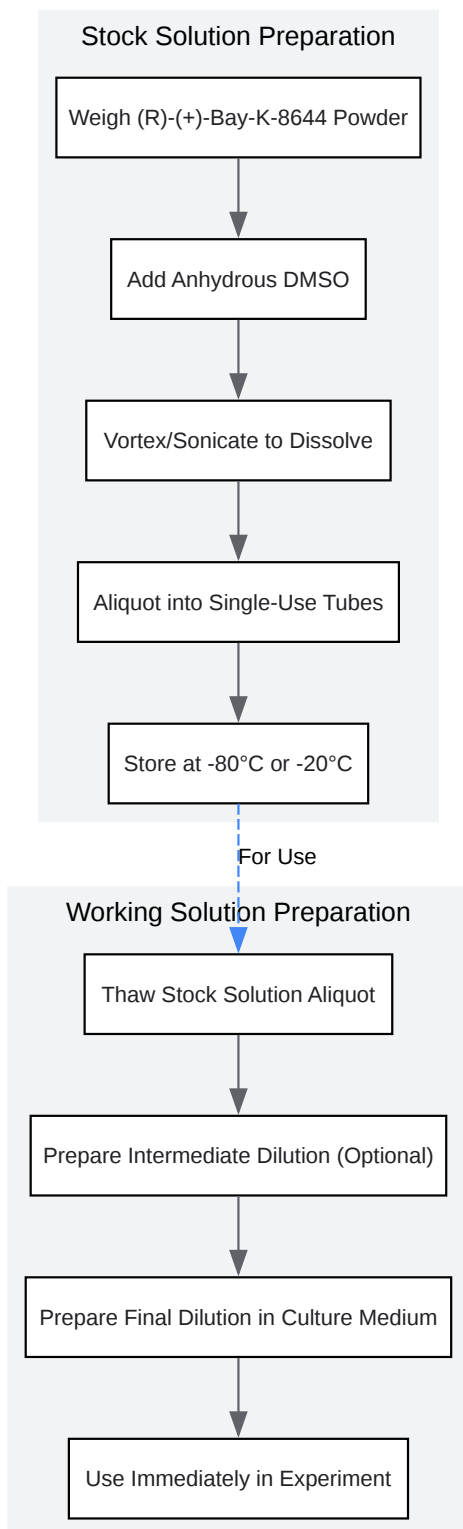 Stock Solution Preparation
Weigh (R)-(+)-Bay-K-8644 Powder
Add Anhydrous DMSO
Vortex/Sonicate to Dissolve
Aliquot into Single-Use Tubes
Store at -80°C or -20°C
For Use
Working Solution Preparation
Thaw Stock Solution Aliquot
Prepare Intermediate Dilution (Optional)
Prepare Final Dilution in Culture Medium
Use Immediately in Experiment